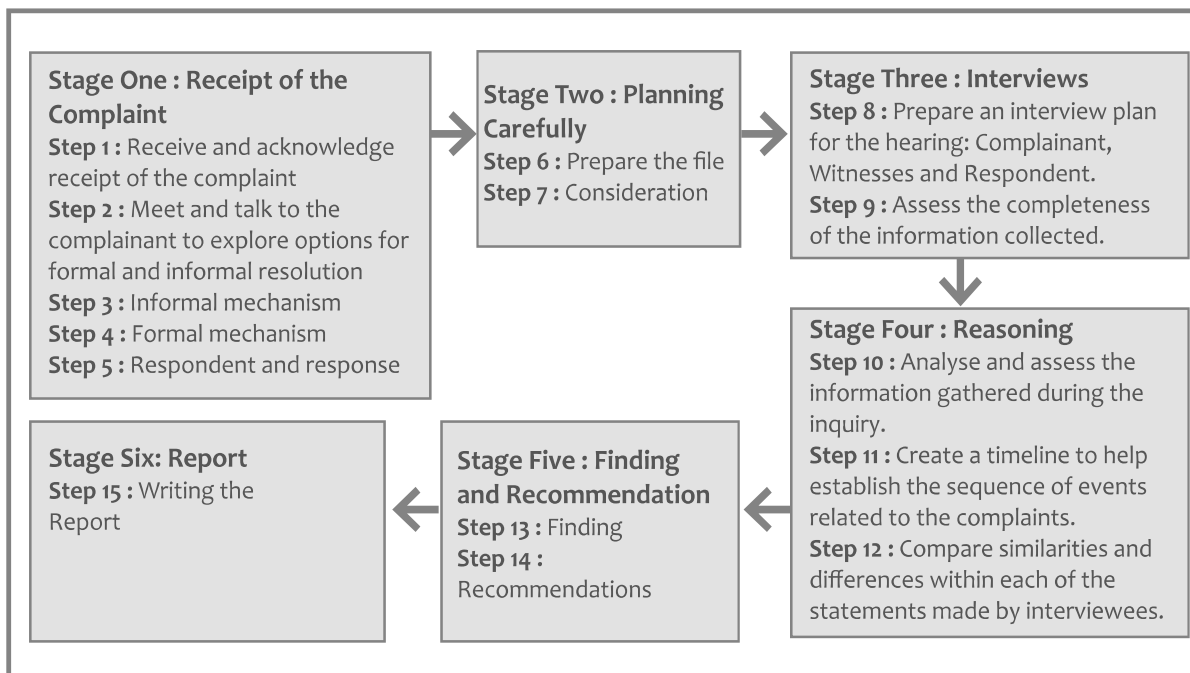 Stage One : Receipt of the
Complaint
Step 1 : Receive and acknowledge
receipt of the complaint
Step 2 : Meet and talk to the
complainant to explore options for
formal and informal resolution
Step 3 : Informal mechanism
Step 4 : Formal mechanism
Step 5 : Respondent and response
Stage Two : Planning
Carefully
Step 6 : Prepare the file
Step 7 : Consideration
Stage Three : Interviews
Step 8 : Prepare an interview plan
for the hearing: Complainant,
Witnesses and Respondent.
Step 9 : Assess the completeness
of the information collected.
Stage Four : Reasoning
Step 10 : Analyse and assess the
information gathered during the
inquiry.
Step 11 : Create a timeline to help
establish the sequence of events
related to the complaints.
Step 12 : Compare similarities and
differences within each of the
statements made by interviewees.
Stage Five : Finding
and Recommendation
Step 13 : Finding
Step 14 :
Recommendations
Stage Six: Report
Step 15 : Writing the
Report